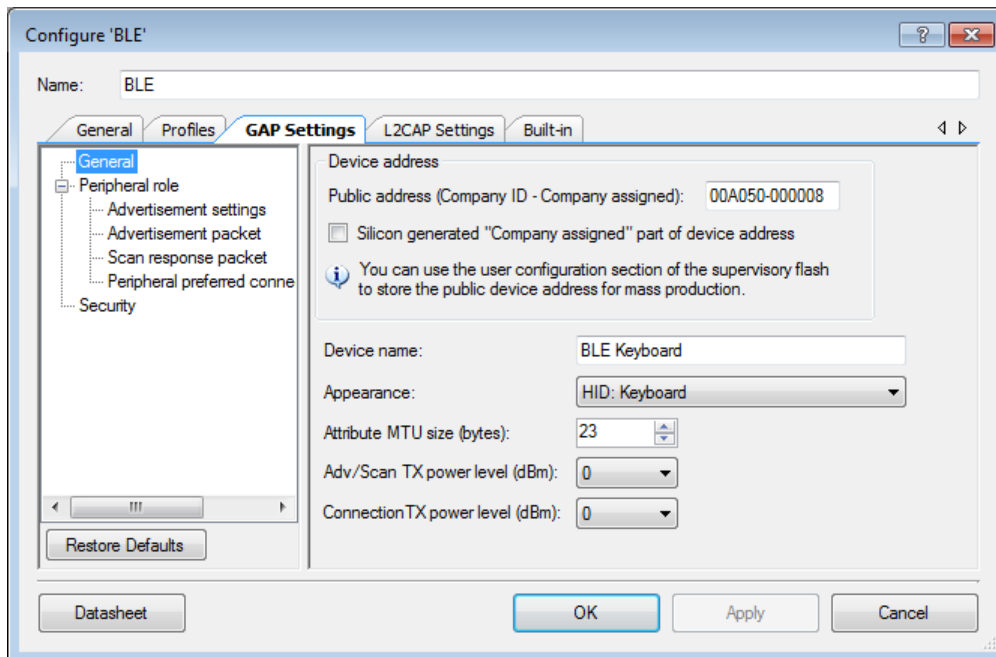 Configure 'BLE'
Name: BLE
General Profiles GAP Settings L2CAP Settings Built-in
General
Peripheral role
Advertisement settings
Advertisement packet
Scan response packet
Peripheral preferred conne
Security
Restore Defaults
Device address
Public address (Company ID - Company assigned): 00A050-000008
Silicon generated "Company assigned" part of device address
You can use the user configuration section of the supervisory flash
to store the public device address for mass production.
Device name: BLE Keyboard
Appearance: HID: Keyboard
Attribute MTU size (bytes): 23
Adv/Scan TX power level (dBm): 0
Connection TX power level (dBm): 0
Datasheet OK Apply Cancel